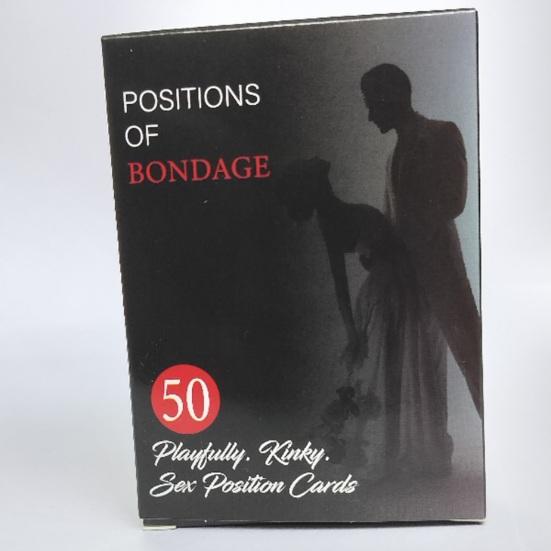 POSITIONS
OF
BONDAGE
50
Playfully. Kinky.
Sex Position Cards